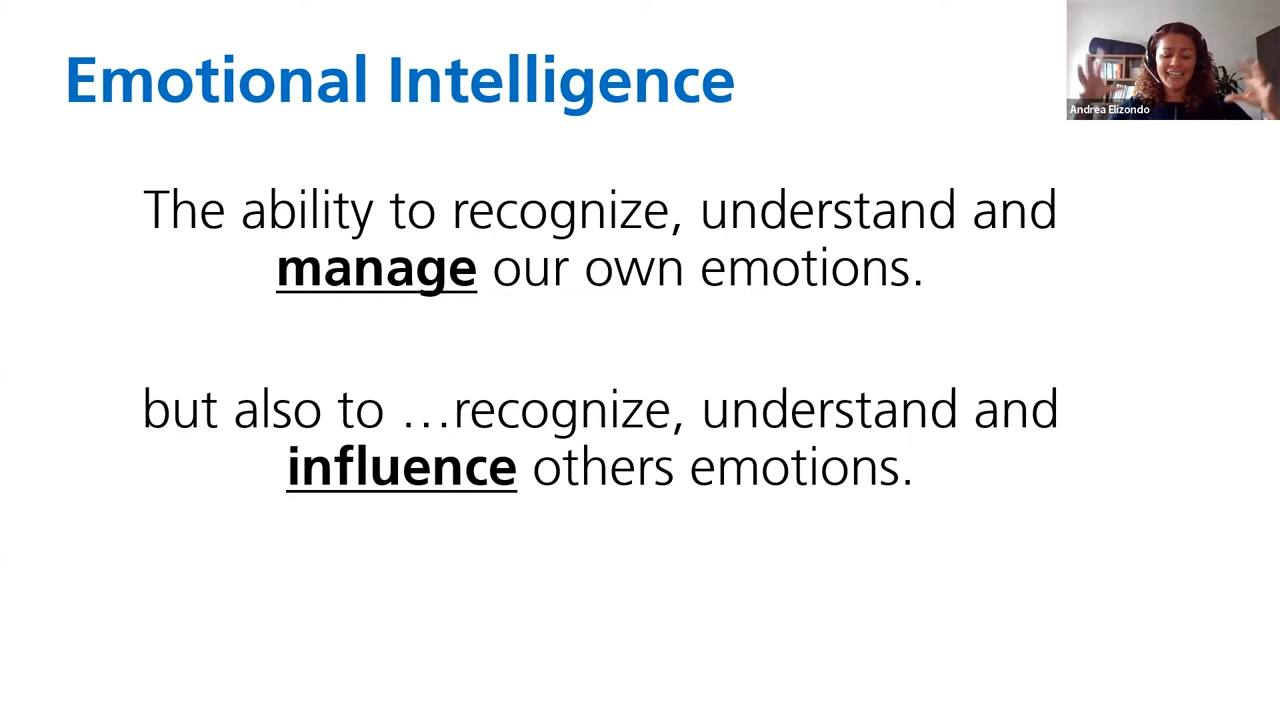 Emotional Intelligence
Andrea Elizondo
The ability to recognize, understand and
manage our own emotions.
but also to …recognize, understand and
influence others emotions.